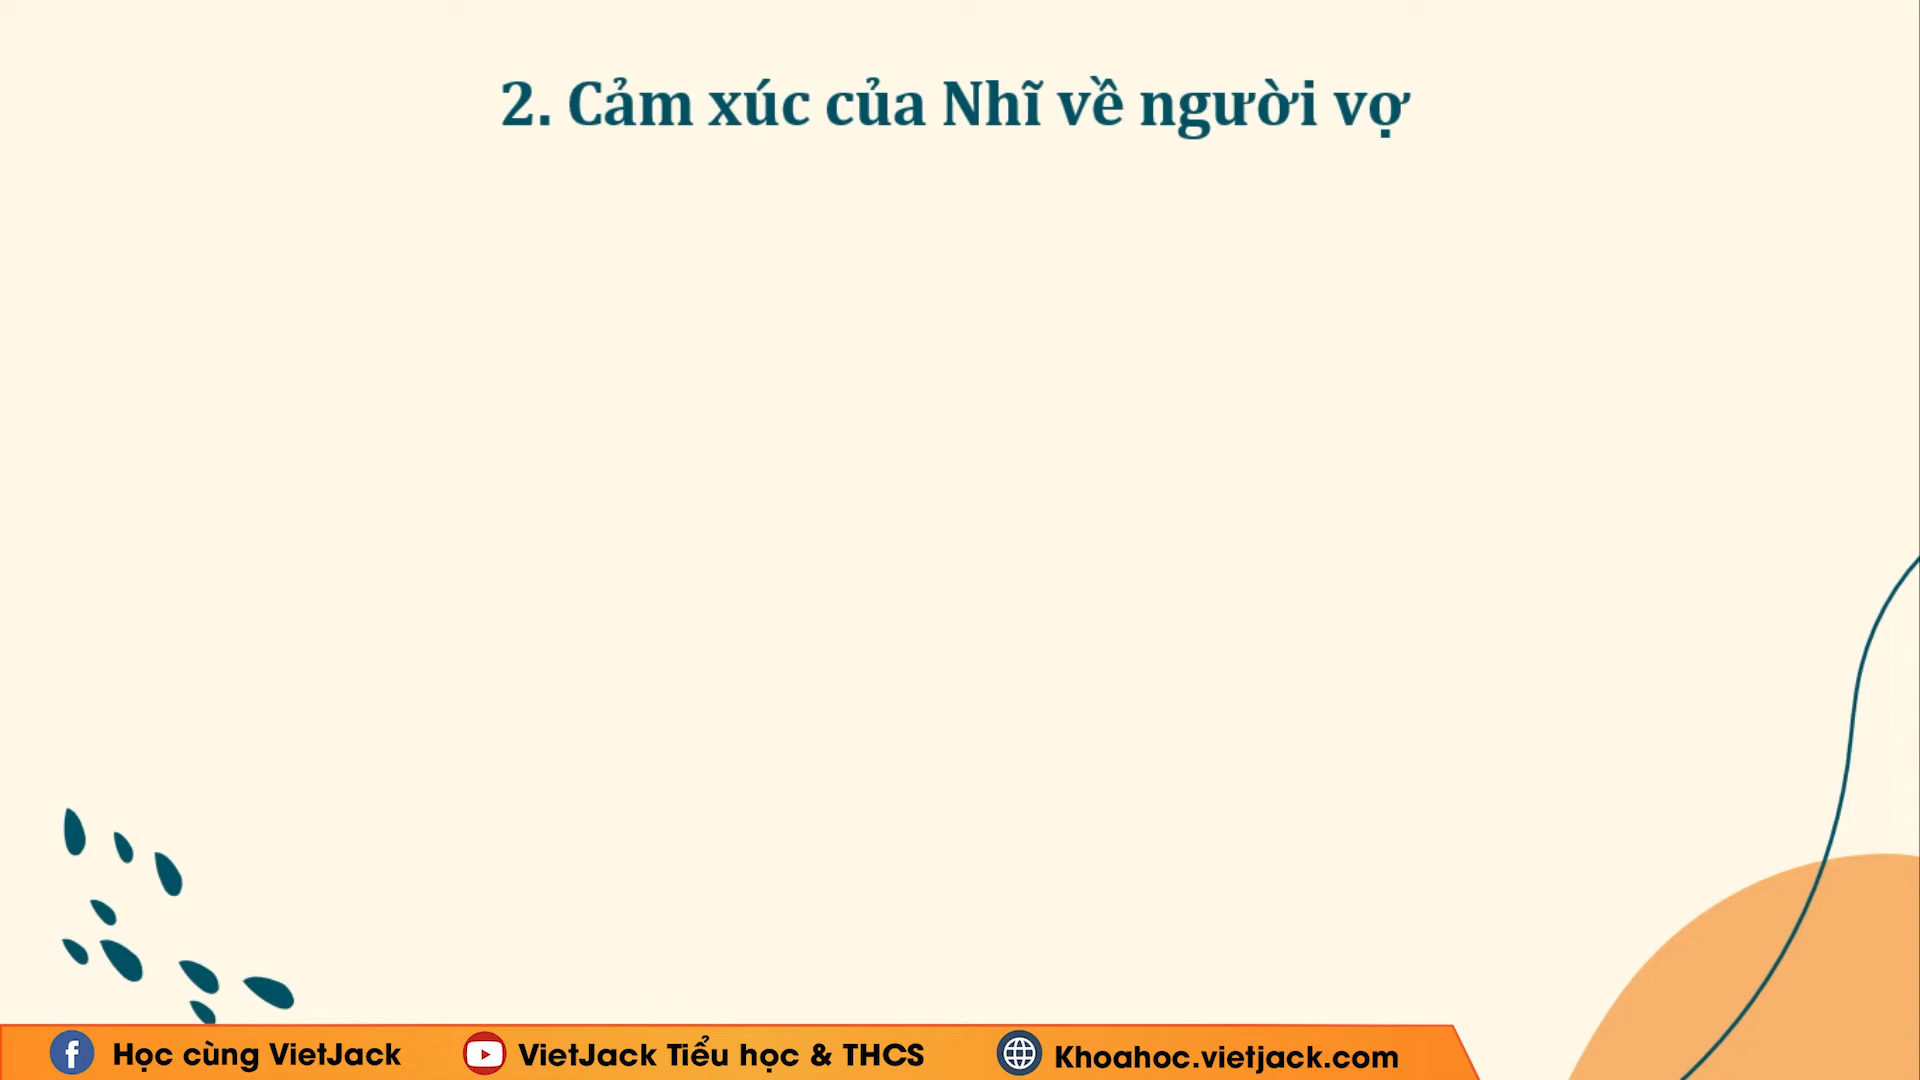 2. Cảm xúc của Nhĩ về người vợ
Học cùng VietJack
VietJack Tiểu học & THCS
Khoahoc.vietjack.com